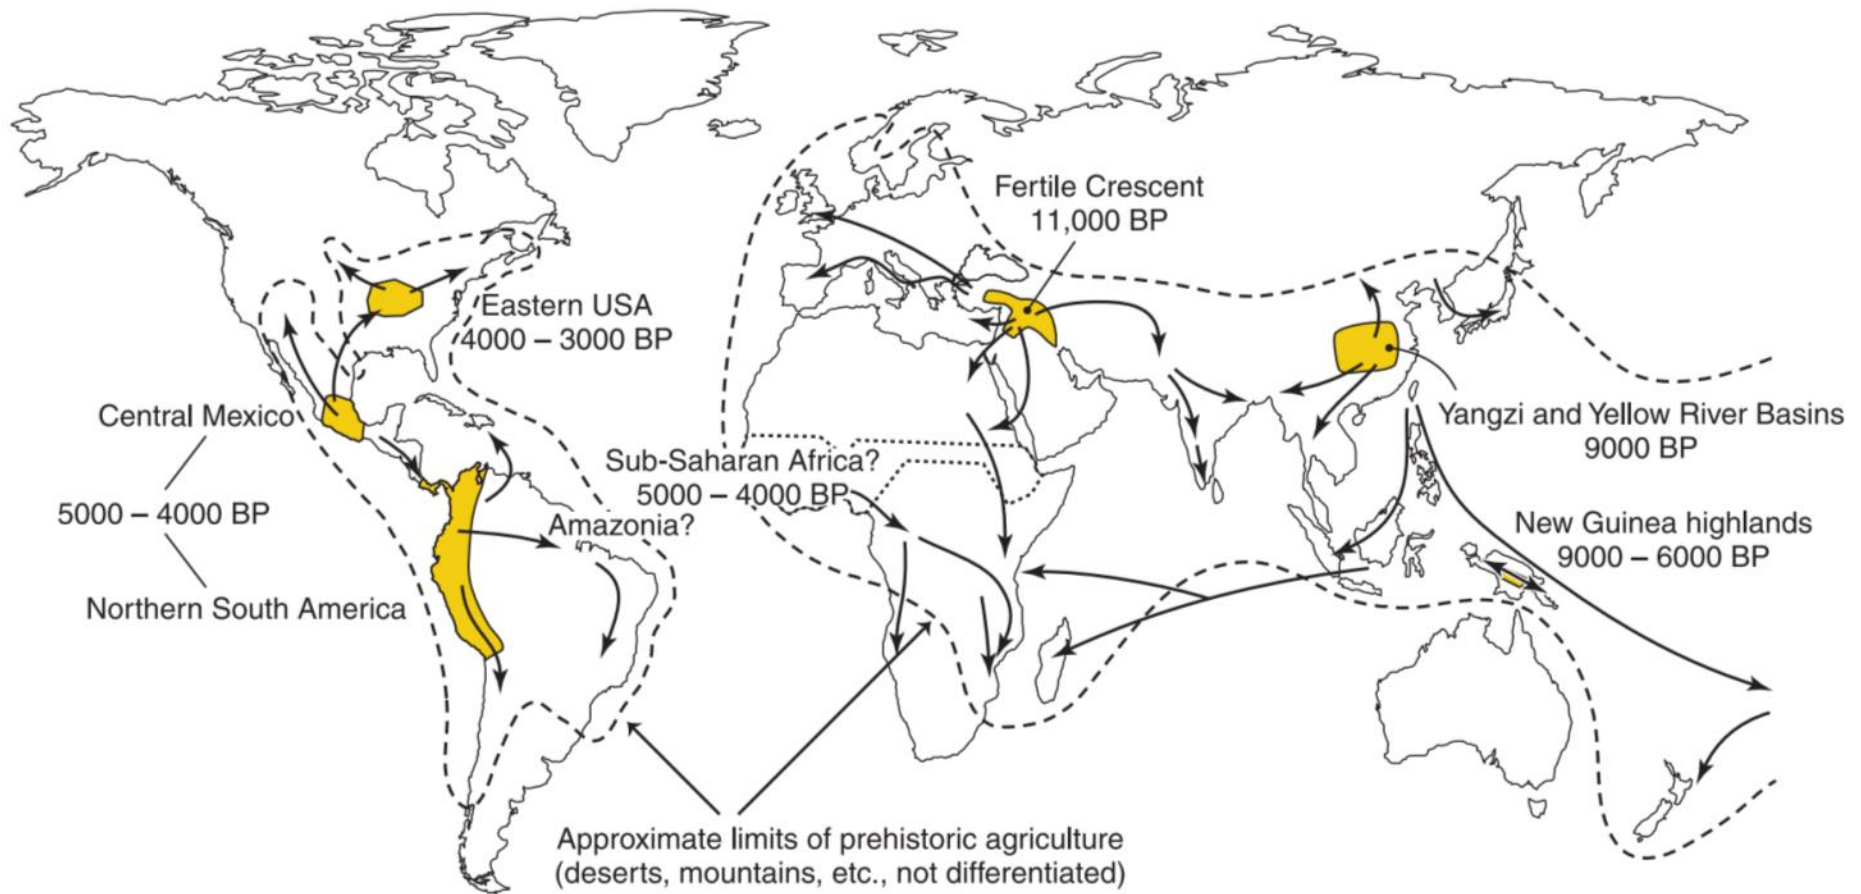 Fertile Crescent
11,000 BP
Eastern USA
4000 – 3000 BP
Central Mexico
5000 – 4000 BP
Northern South America
Amazonia?
Sub-Saharan Africa?
5000 – 4000 BP
Yangzi and Yellow River Basins
9000 BP
New Guinea highlands
9000 – 6000 BP
Approximate limits of prehistoric agriculture
(deserts, mountains, etc., not differentiated)